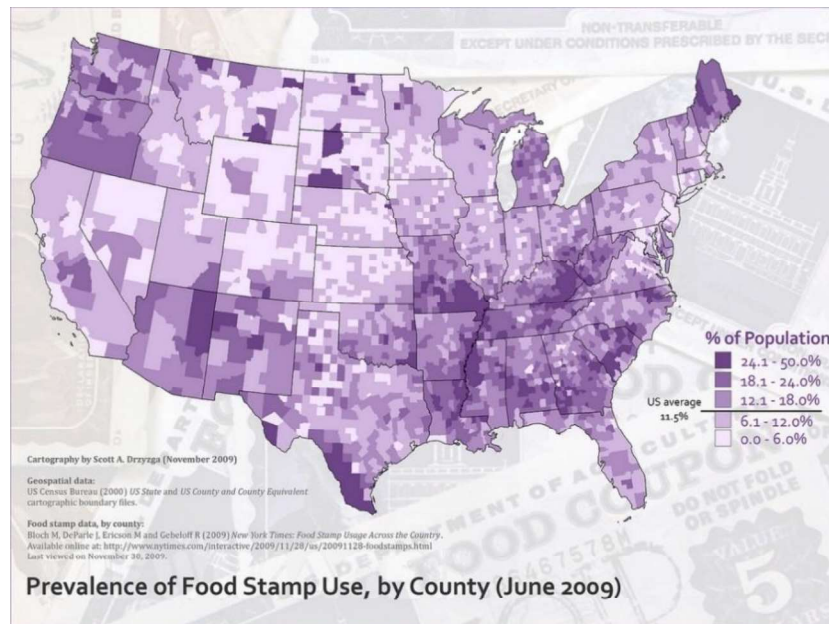 NON-TRANSFERABLE
EXCEPT UNDER CONDITIONS PRESCRIBED BY THE SECR
% of Population
24.1 - 50.0%
18.1 - 24.0%
12.1 - 18.0%
US average
11.5%
6.1 - 12.0%
0.0 - 6.0%
Cartography by Scott A. Drzyzga (November 2009)
Geospatial data:
US Census Bureau (2000) US State and US County and County Equivalent
cartographic boundary files.
Food stamp data, by county:
Bloch M, DeParle J, Ericson M and Gebeloff R (2009) New York Times: Food Stamp Usage Across the Country.
Available online at: http://www.nytimes.com/interactive/2009/11/28/us/20091128-foodstamps.html
Last viewed on November 30, 2009.
FOOD COUPON
DO NOT FOLD
OR SPINDLE
VALUE
5
Prevalence of Food Stamp Use, by County (June 2009)